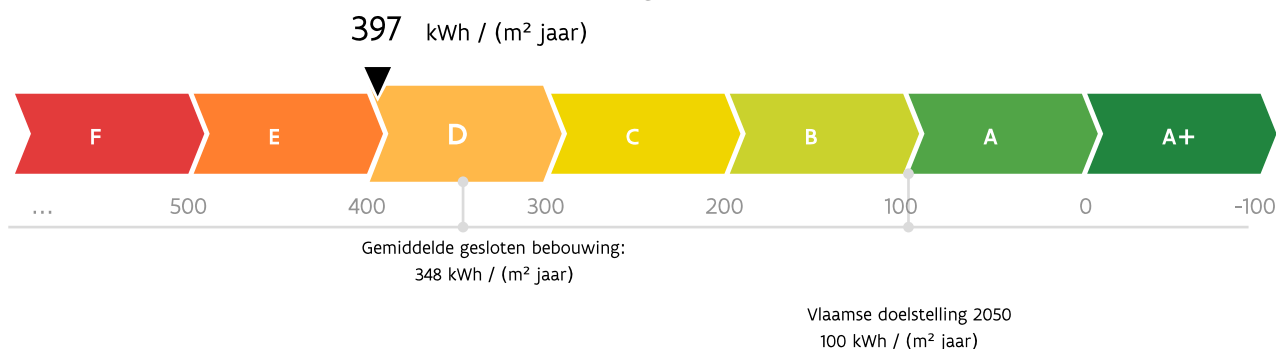 397 kWh / (m² jaar)
F E D C B A A+
... 500 400 300 200 100 0 -100
Gemiddelde gesloten bebouwing:
348 kWh / (m² jaar)
Vlaamse doelstelling 2050
100 kWh / (m² jaar)